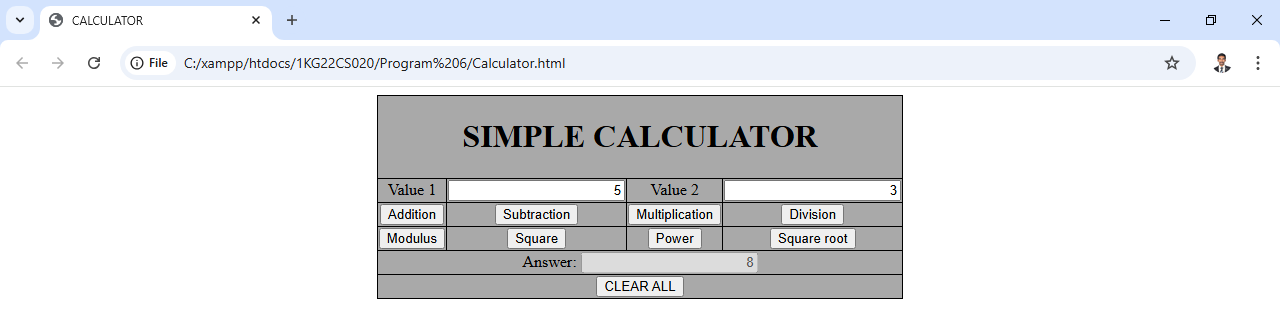 CALCULATOR
File C:/xampp/htdocs/1KG22CS020/Program%206/Calculator.html
SIMPLE CALCULATOR
Value 1 5 Value 2 3
Addition Subtraction Multiplication Division
Modulus Square Power Square root
Answer: 8
CLEAR ALL